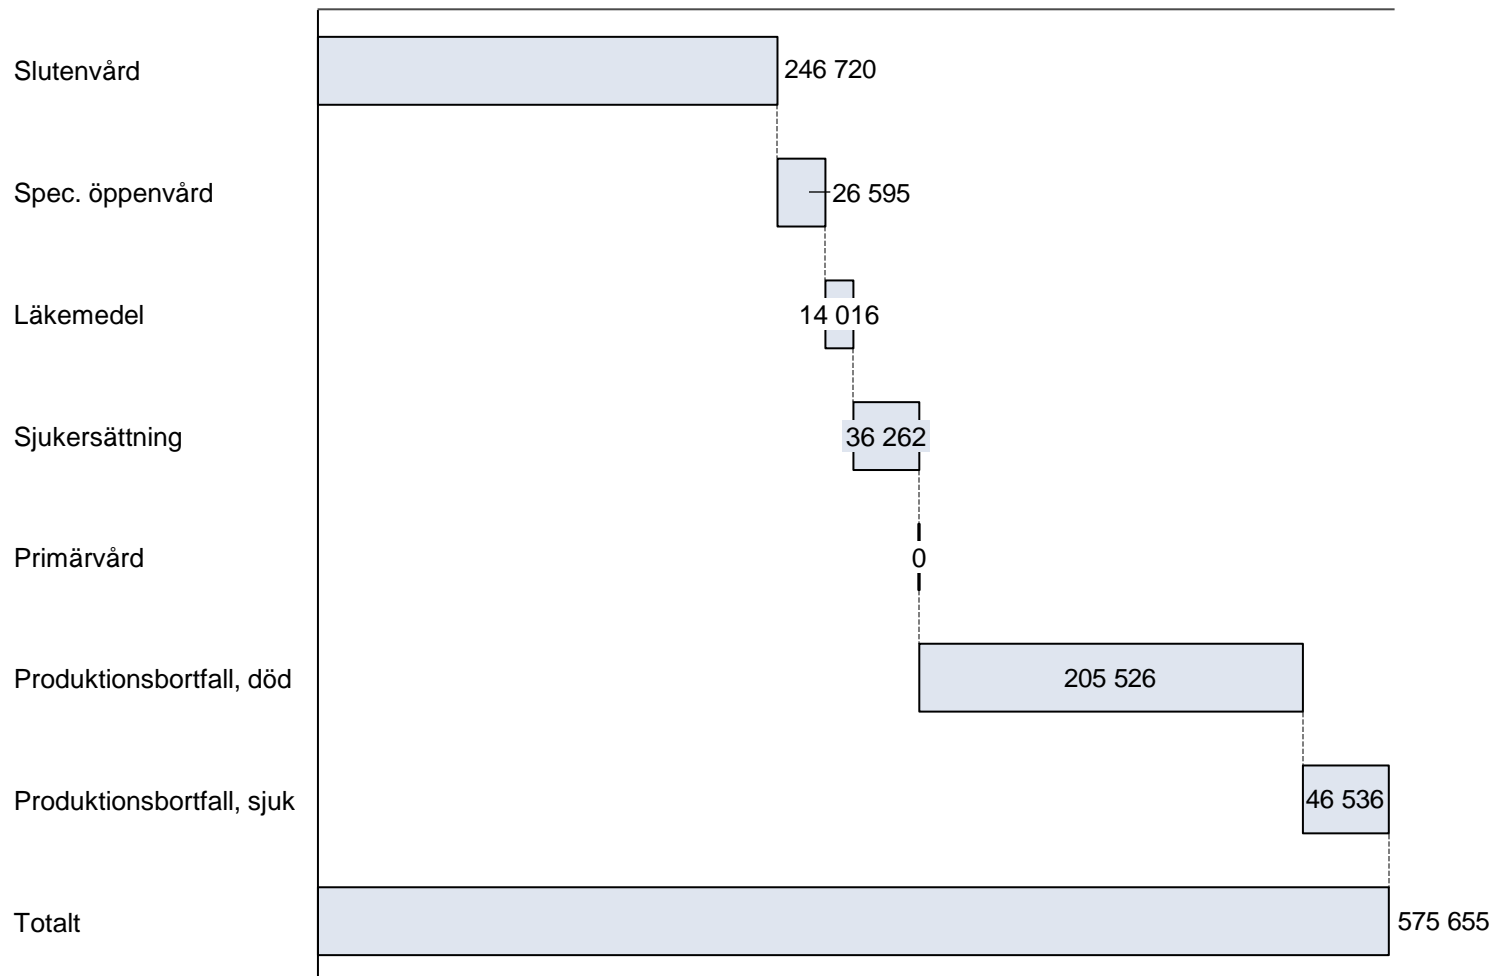 Slutenvård
246 720
Spec. öppenvård
26 595
Läkemedel
14 016
Sjukersättning
36 262
Primärvård
0
Produktionsbortfall, död
205 526
Produktionsbortfall, sjuk
46 536
Totalt
575 655